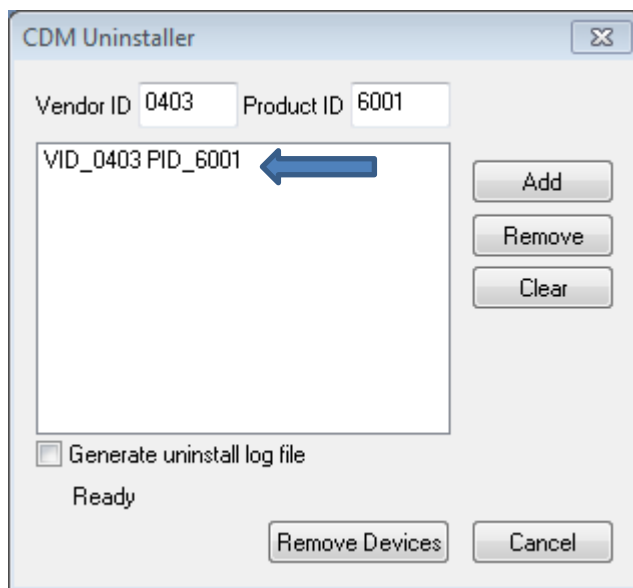 CDM Uninstaller
Vendor ID 0403 Product ID 6001
VID_0403 PID_6001
Add
Remove
Clear
Generate uninstall log file
Ready
Remove Devices Cancel